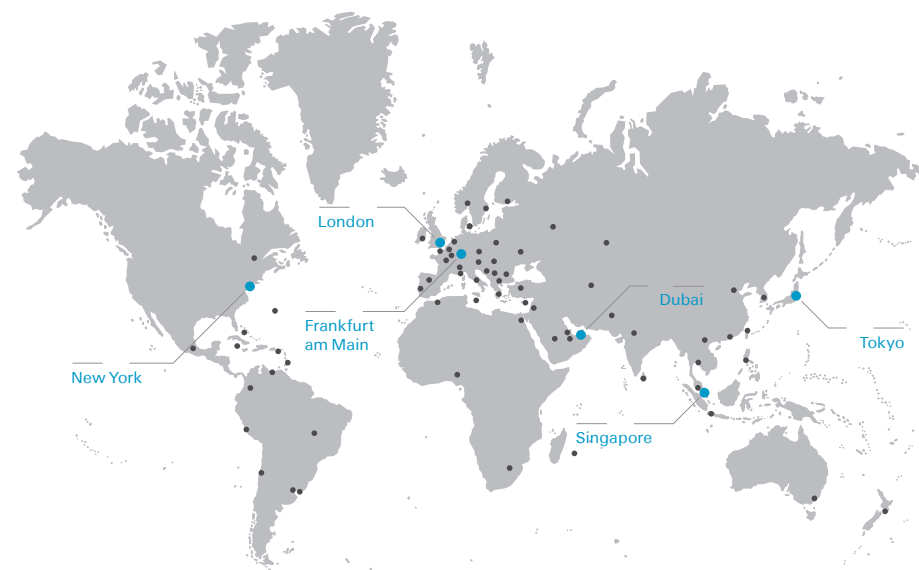 London
Dubai
Frankfurt
am Main
Tokyo
New York
Singapore